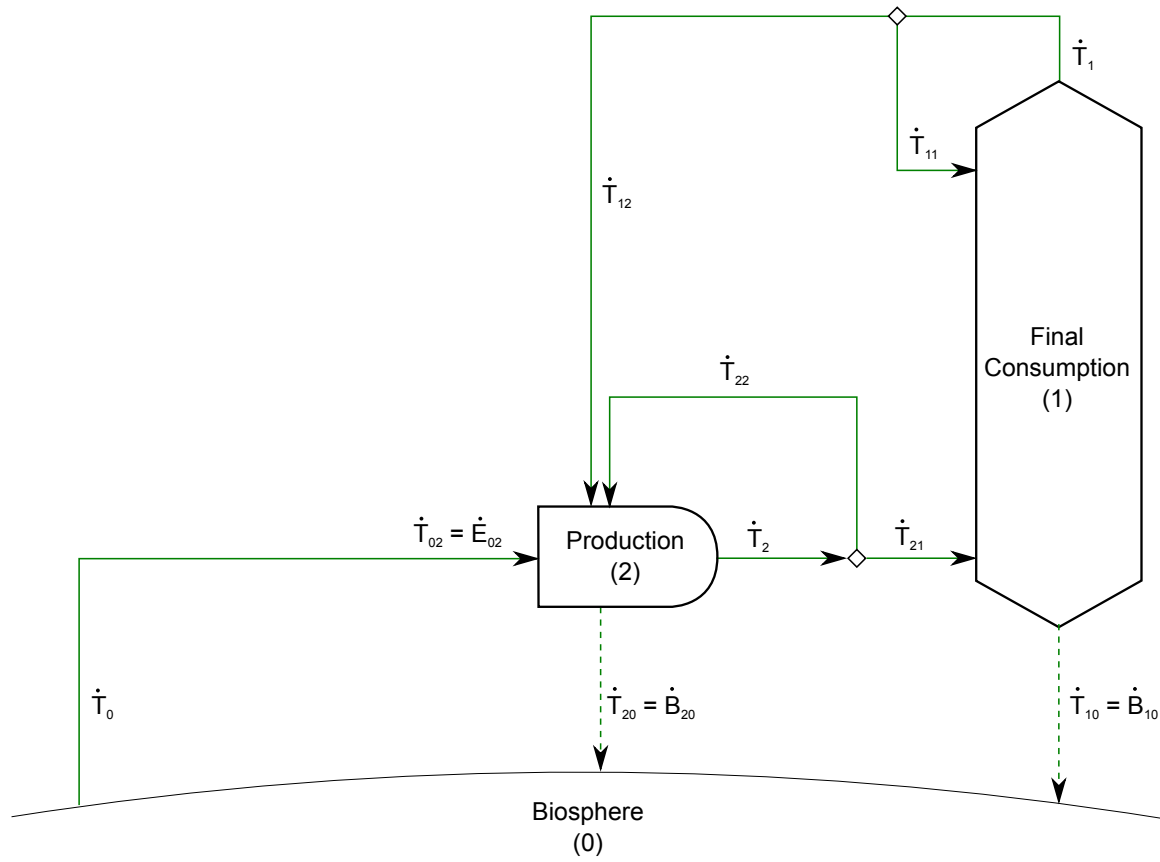 Ṫ₁
Ṫ₁₁
Ṫ₁₂
Final
Consumption
(1)
Ṫ₂₂
Ṫ₀₂ = Ė₀₂
Production
(2)
Ṫ₂
Ṫ₂₁
Ṫ₀
Ṫ₂₀ = Ḃ₂₀
Ṫ₁₀ = Ḃ₁₀
Biosphere
(0)